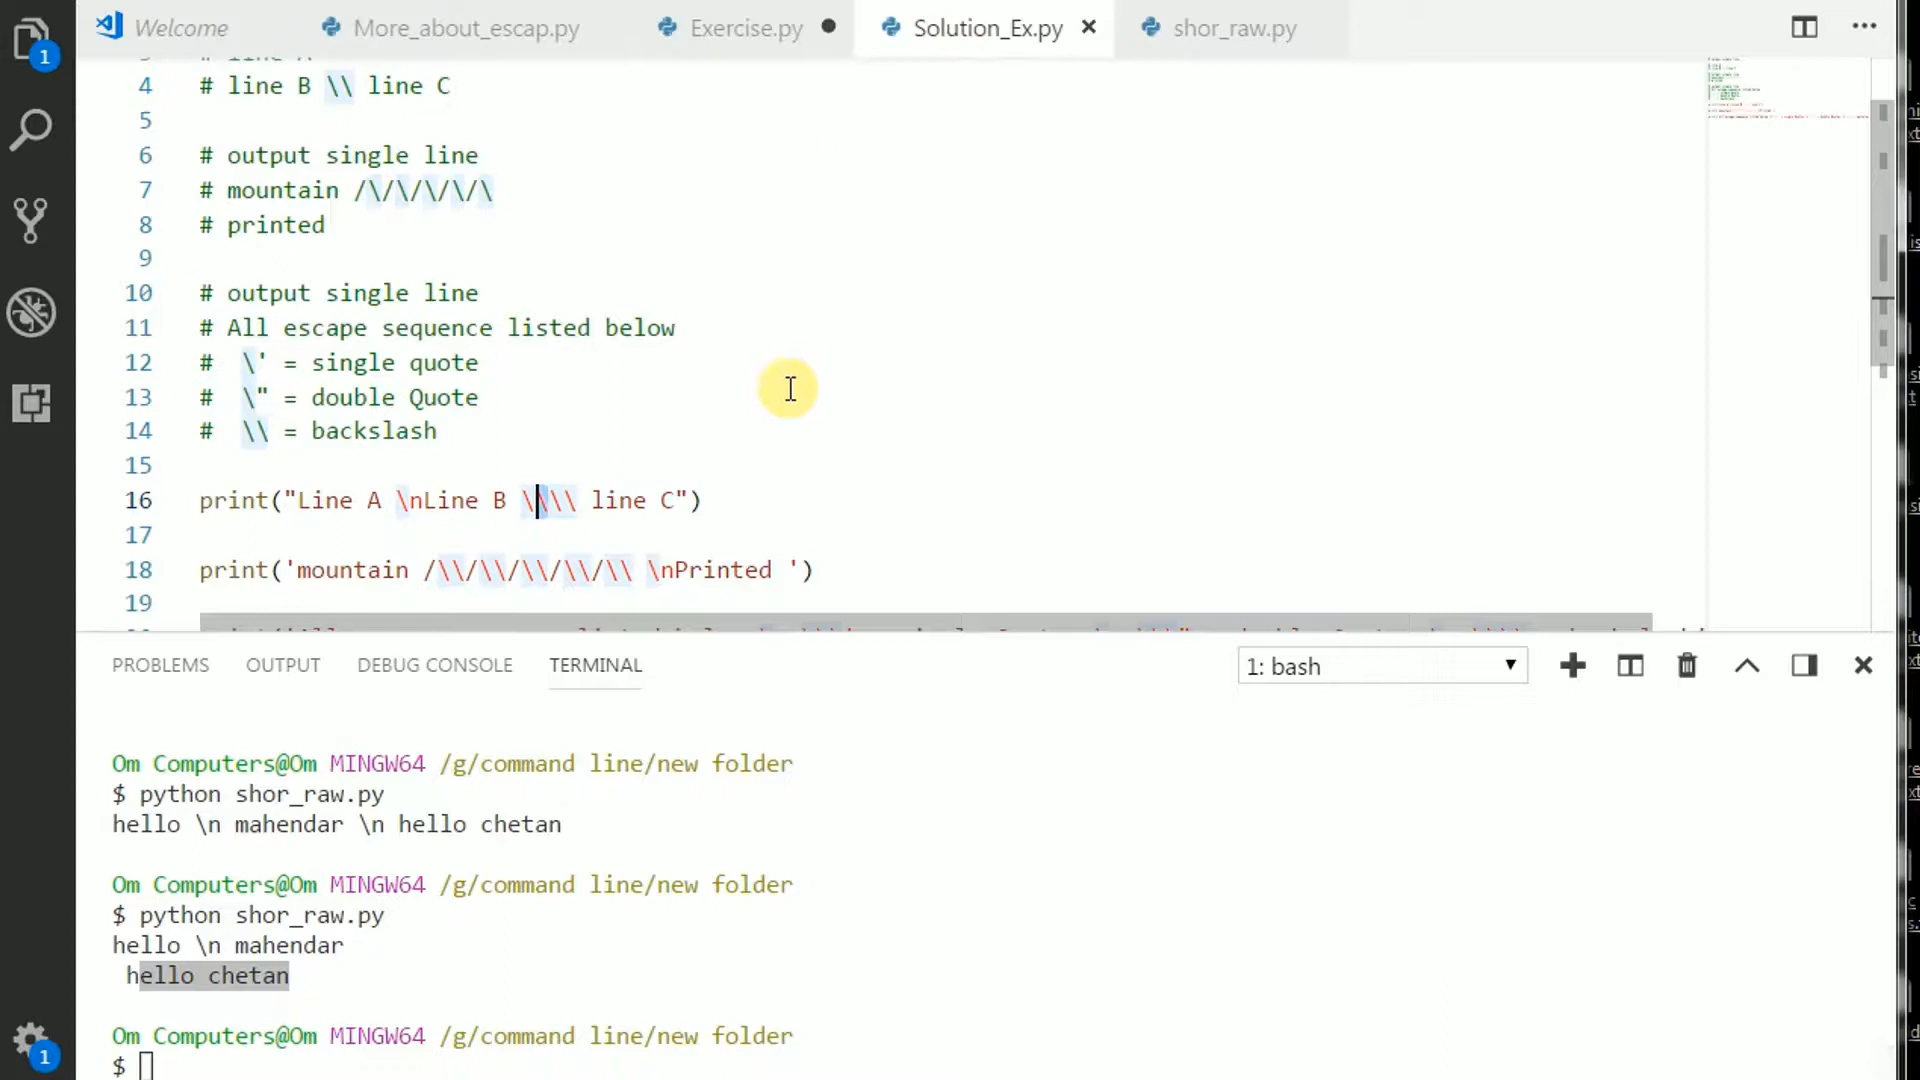 Welcome More_about_escap.py Exercise.py Solution_Ex.py shor_raw.py
4 # line B \\ line C
5
6 # output single line
7 # mountain /\/\/\/\/\
8 # printed
9
10 # output single line
11 # All escape sequence listed below
12 # \' = single quote
13 # \" = double Quote
14 # \\ = backslash
15
16 print("Line A \nLine B \\\\ line C")
17
18 print('mountain /\\/\\/\\/\\/\\ \nPrinted ')
19
PROBLEMS OUTPUT DEBUG CONSOLE TERMINAL 1: bash
Om Computers@Om MINGW64 /g/command line/new folder
$ python shor_raw.py
hello \n mahendar \n hello chetan
Om Computers@Om MINGW64 /g/command line/new folder
$ python shor_raw.py
hello \n mahendar
hello chetan
Om Computers@Om MINGW64 /g/command line/new folder
$
1
1